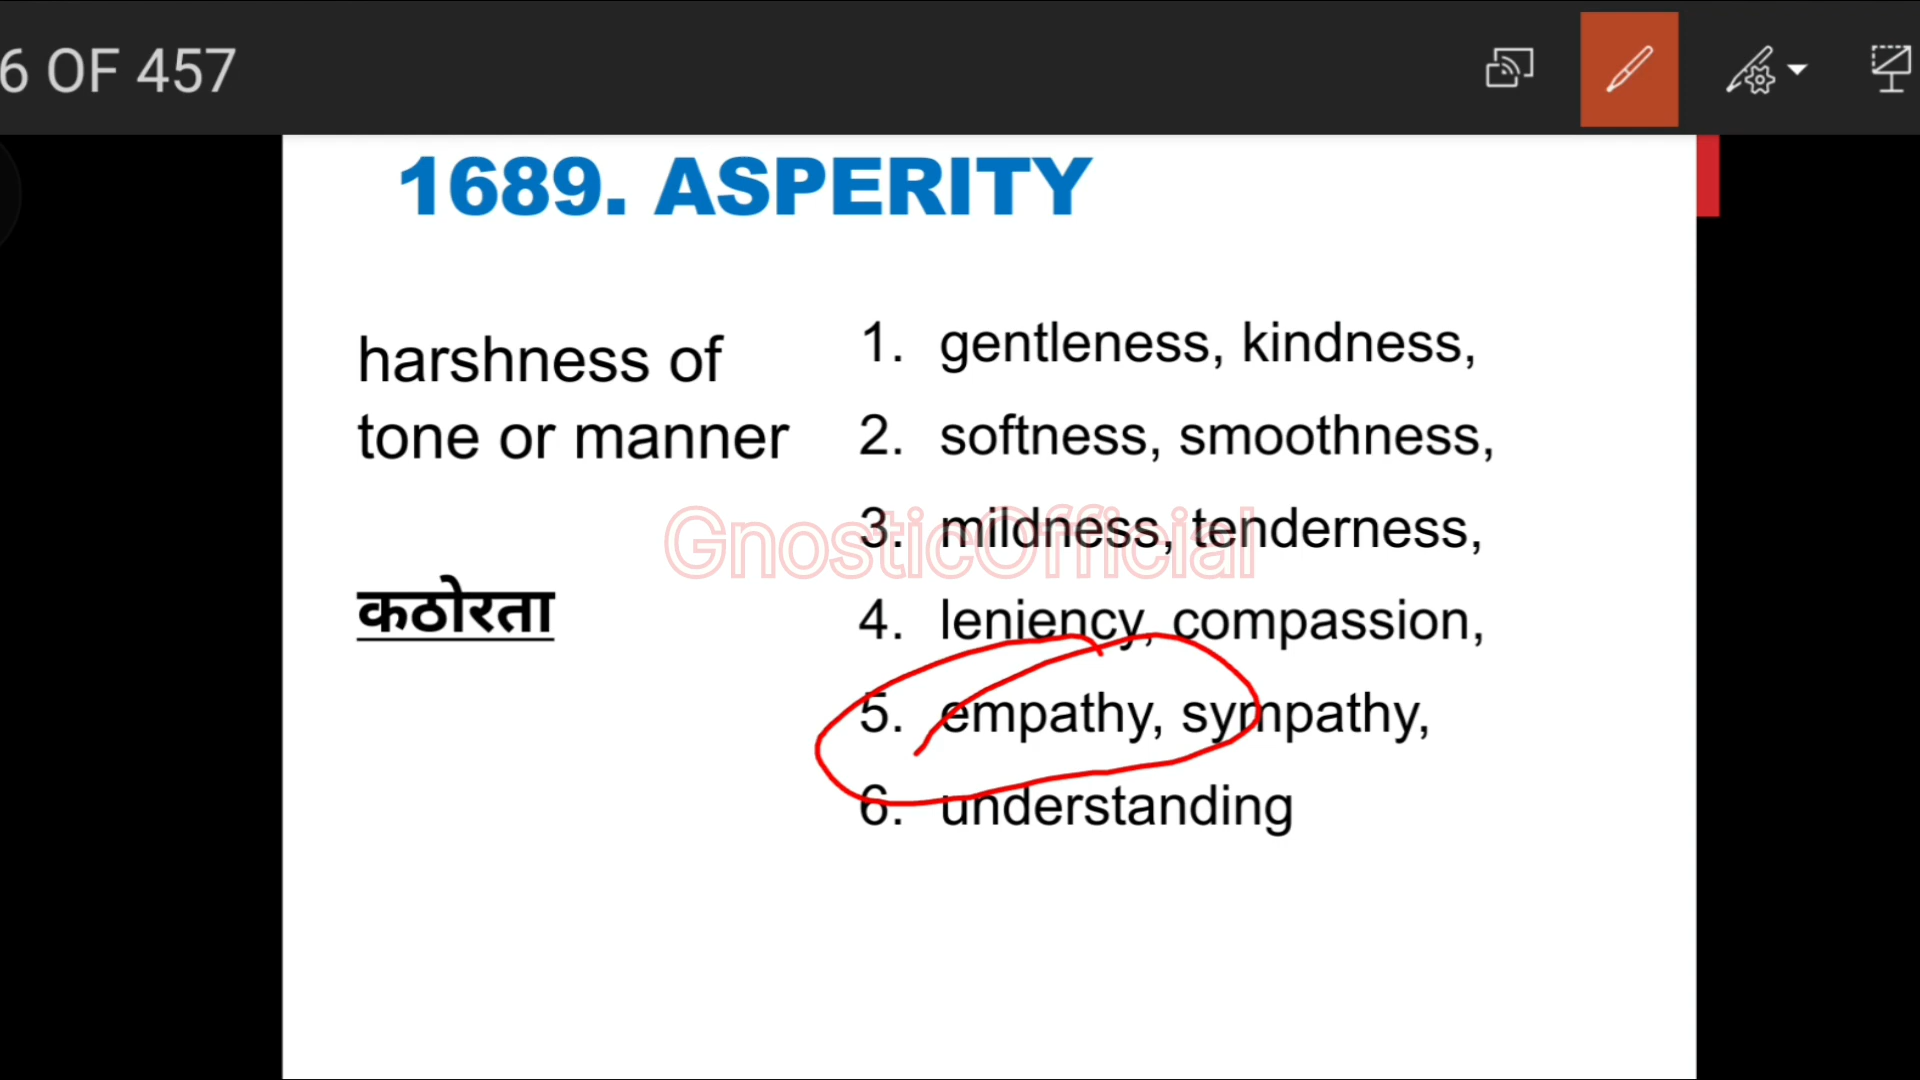 6 OF 457
1689. ASPERITY
harshness of
tone or manner
कठोरता
1. gentleness, kindness,
2. softness, smoothness,
3. mildness, tenderness,
4. leniency, compassion,
5. empathy, sympathy,
6. understanding
GnosticOfficial